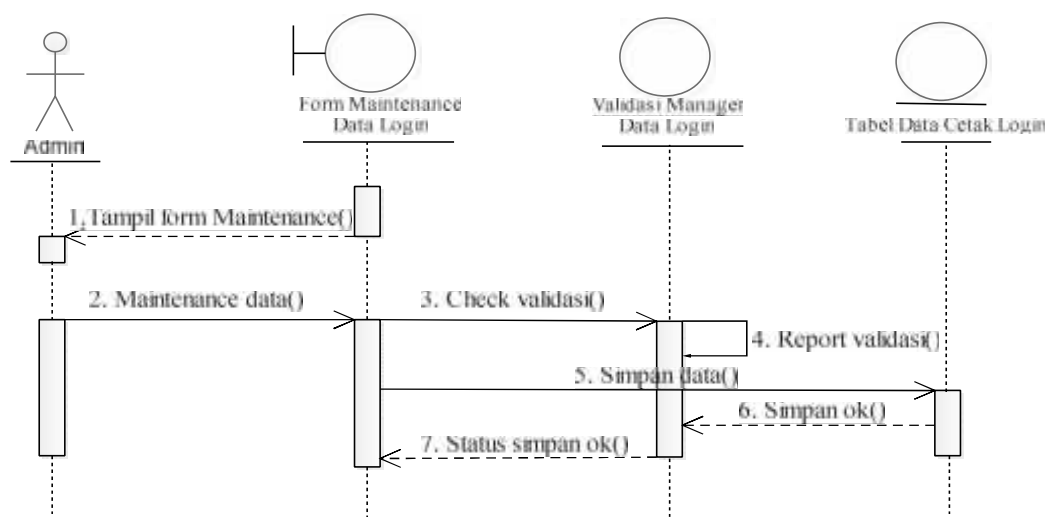 Admin
Form Maintenance
Data Login
Validasi Manager
Data Login
Tabel Data Cetak Login
1.Tampil form Maintenance()
2. Maintenance data()
3. Check validasi()
4. Report validasi()
5. Simpan data()
6. Simpan ok()
7. Status simpan ok()